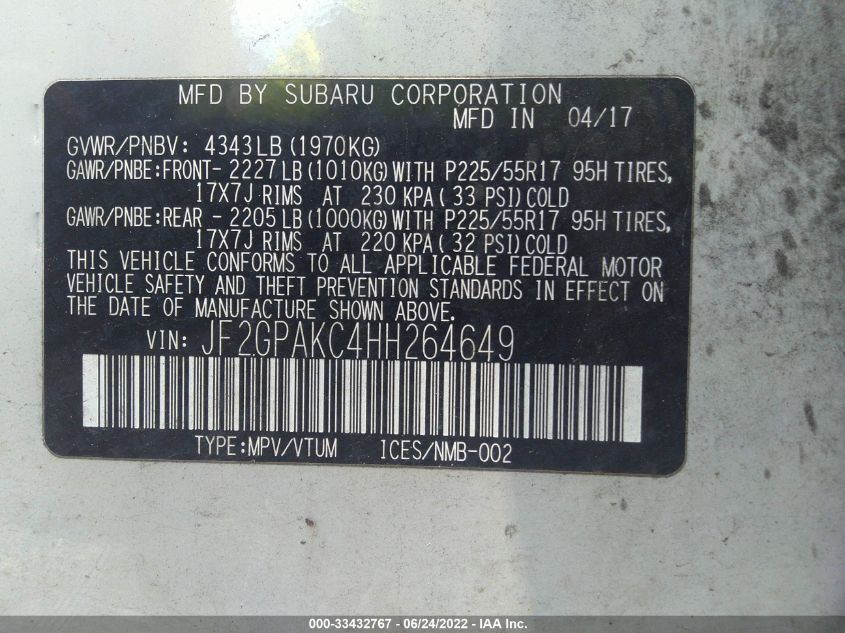 MFD BY SUBARU CORPORATION
MFD IN 04/17
GVWR/PNBV: 4343LB (1970KG)
GAWR/PNBE:FRONT- 2227LB (1010KG) WITH P225/55R17 95H TIRES,
17X7J RIMS AT 230 KPA( 33 PSI) COLD
GAWR/PNBE:REAR - 2205LB (1000KG) WITH P225/55R17 95H TIRES,
17X7J RIMS AT 220 KPA( 32 PSI) COLD
THIS VEHICLE CONFORMS TO ALL APPLICABLE FEDERAL MOTOR
VEHICLE SAFETY AND THEFT PREVENTION STANDARDS IN EFFECT ON
THE DATE OF MANUFACTURE SHOWN ABOVE.
VIN: JF2GPAKC4HH264649
TYPE:MPV/VTUM ICES/NMB-002
000-33432767 - 06/24/2022 - IAA Inc.